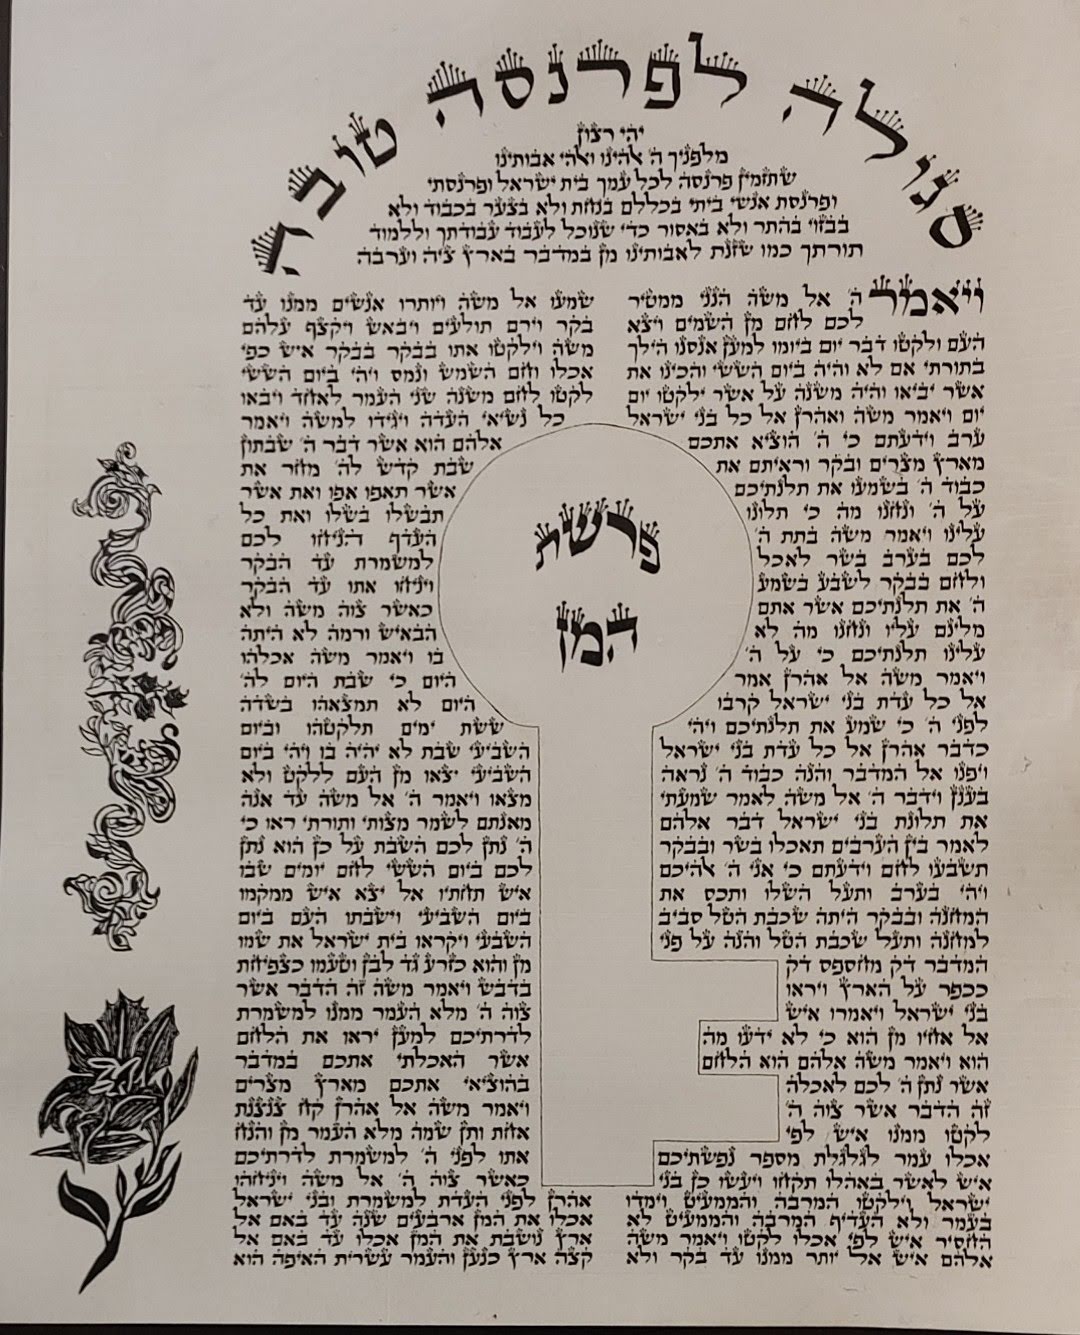 סגולה לפרנסה טובה
יהי רצון
מלפניך ה' אלהינו ואלהי אבותינו
שתזמין פרנסה לכל עמך בית ישראל ופרנסתי
ופרנסת אנשי ביתי בכללם בנחת ולא בצער בכבוד ולא
בבזוי בהתר ולא באסור כדי שנוכל לעבוד עבודתך וללמוד
תורתך כמו שזנת לאבותינו מן במדבר בארץ ציה וערבה
ויאמר ה' אל משה הנני ממטיר
לכם לחם מן השמים ויצא
העם ולקטו דבר יום ביומו למען אנסנו הילך
בתורתי אם לא והיה ביום הששי והכינו את
אשר יביאו והיה משנה על אשר ילקטו יום
יום ויאמר משה ואהרן אל כל בני ישראל
ערב וידעתם כי ה' הוציא אתכם
מארץ מצרים ובקר וראיתם את
כבוד ה' בשמעו את תלנתיכם
על ה' ונחנו מה כי תלונו
עלינו ויאמר משה בתת ה'
לכם בערב בשר לאכל
ולחם בבקר לשבע בשמע
ה' את תלנתיכם אשר אתם
מלינם עליו ונחנו מה לא
עלינו תלנתיכם כי על ה'
ויאמר משה אל אהרן אמר
אל כל עדת בני ישראל קרבו
לפני ה' כי שמע את תלנתיכם ויהי
כדבר אהרן אל כל עדת בני ישראל
ויפנו אל המדבר והנה כבוד ה' נראה
בענן וידבר ה' אל משה לאמר שמעתי
את תלונת בני ישראל דבר אלהם
לאמר בין הערבים תאכלו בשר ובבקר
תשבעו לחם וידעתם כי אני ה' אלהיכם
ויהי בערב ותעל השלו ותכס את
המחנה ובבקר היתה שכבת הטל סביב
למחנה ותעל שכבת הטל והנה על פני
המדבר דק מחספס דק
ככפר על הארץ ויראו
בני ישראל ויאמרו איש
אל אחיו מן הוא כי לא ידעו מה
הוא ויאמר משה אלהם הוא הלחם
אשר נתן ה' לכם לאכלה
זה הדבר אשר צוה ה'
לקטו ממנו איש לפי
אכלו עמר לגלגלת מספר נפשתיכם
איש לאשר באהלו תקחו ויעשו כן בני
ישראל וילקטו המרבה והממעיט וימדו
בעמר ולא העדיף המרבה והממעיט לא
החסיר איש לפי אכלו לקטו ויאמר משה
אלהם איש אל יותר ממנו עד בקר ולא
פרשת
המן
שמעו אל משה ויותרו אנשים ממנו עד
בקר וירם תולעים ויבאש ויקצף עלהם
משה וילקטו אתו בבקר בבקר איש כפי
אכלו וחם השמש ונמס ויהי ביום הששי
לקטו לחם משנה שני העמר לאחד ויבאו
כל נשיאי העדה ויגידו למשה ויאמר
אלהם הוא אשר דבר ה' שבתון
שבת קדש לה' מחר את
אשר תאפו אפו ואת אשר
תבשלו בשלו ואת כל
העדף הניחו לכם
למשמרת עד הבקר
ויניחו אתו עד הבקר
כאשר צוה משה ולא
הבאיש ורמה לא היתה
בו ויאמר משה אכלהו
היום כי שבת היום לה'
היום לא תמצאהו בשדה
ששת ימים תלקטהו וביום
השביעי שבת לא יהיה בו ויהי ביום
השביעי יצאו מן העם ללקט ולא
מצאו ויאמר ה' אל משה עד אנה
מאנתם לשמר מצותי ותורתי ראו כי
ה' נתן לכם השבת על כן הוא נתן
לכם ביום הששי לחם יומים שבו
איש תחתיו אל יצא איש ממקמו
ביום השביעי וישבתו העם ביום
השבעי ויקראו בית ישראל את שמו
מן והוא כזרע גד לבן וטעמו כצפיחת
בדבש ויאמר משה זה הדבר אשר
צוה ה' מלא העמר ממנו למשמרת
לדרתיכם למען יראו את הלחם
אשר האכלתי אתכם במדבר
בהוציאי אתכם מארץ מצרים
ויאמר משה אל אהרן קח צנצנת
אחת ותן שמה מלא העמר מן והנח
אתו לפני ה' למשמרת לדרתיכם
כאשר צוה ה' אל משה ויניחהו
אהרן לפני העדת למשמרת ובני ישראל
אכלו את המן ארבעים שנה עד באם אל
ארץ נושבת את המן אכלו עד באם אל
קצה ארץ כנען והעמר עשרית האיפה הוא